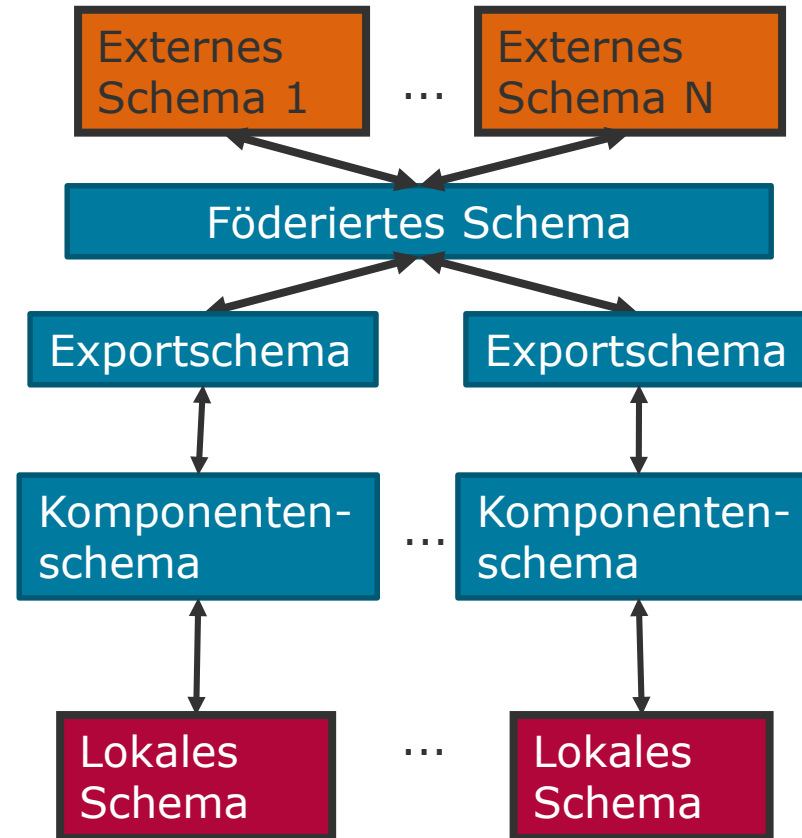 Externes
Schema 1
...
Externes
Schema N
Föderiertes Schema
Exportschema
Exportschema
Komponenten-
schema
...
Komponenten-
schema
Lokales
Schema
...
Lokales
Schema